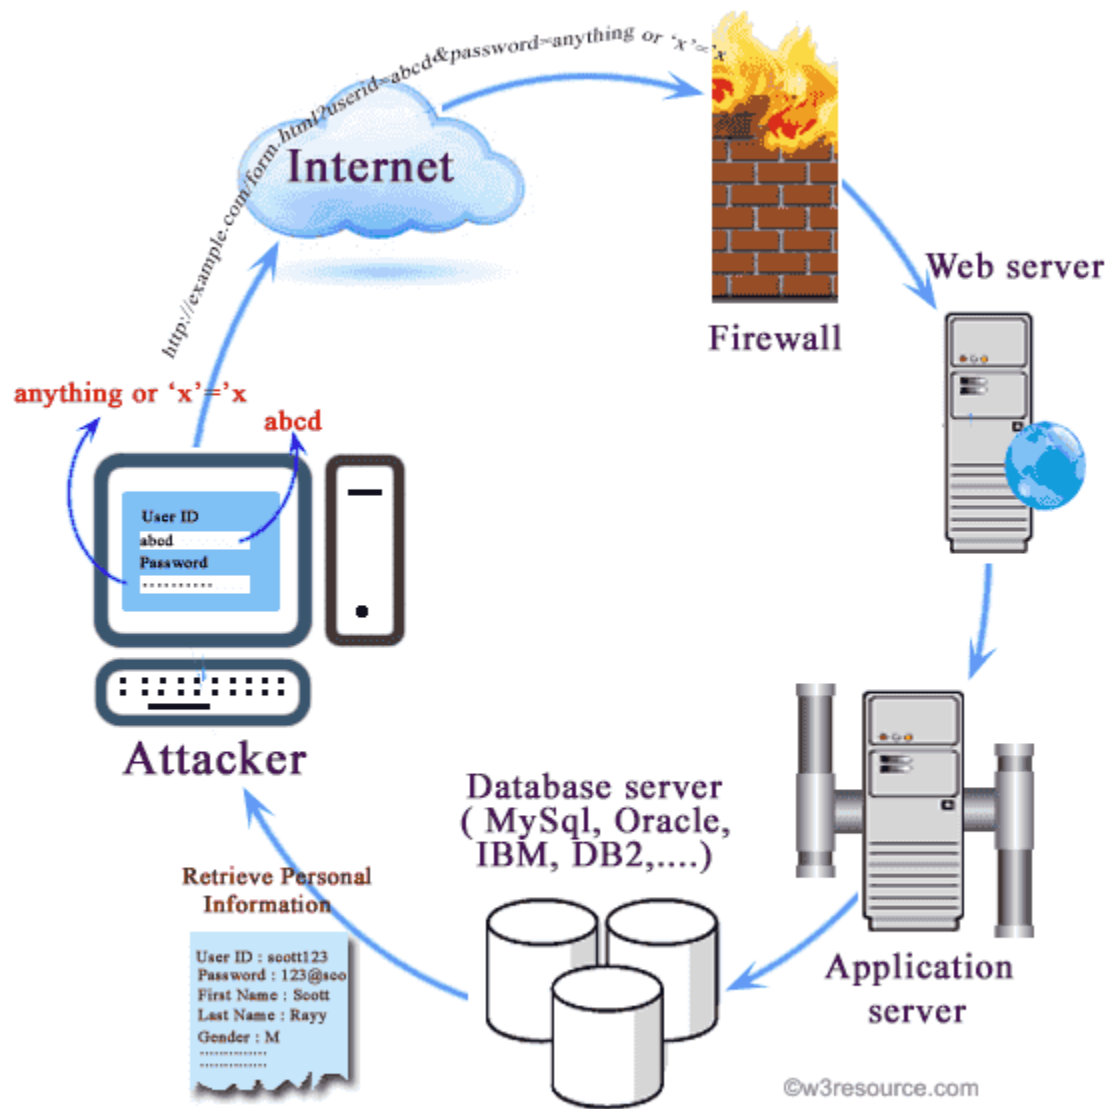 http://example.com/form.html?userid=abcd&password=anything or ‘x’=’x
Internet
Firewall
Web server
anything or ‘x’=’x
abcd
User ID
abcd
Password
Attacker
Database server
( MySql, Oracle,
IBM, DB2,....)
Retrieve Personal
Information
User ID : scott123
Password : 123@sco
First Name : Scott
Last Name : Rayy
Gender : M
..............
..............
Application
server
©w3resource.com